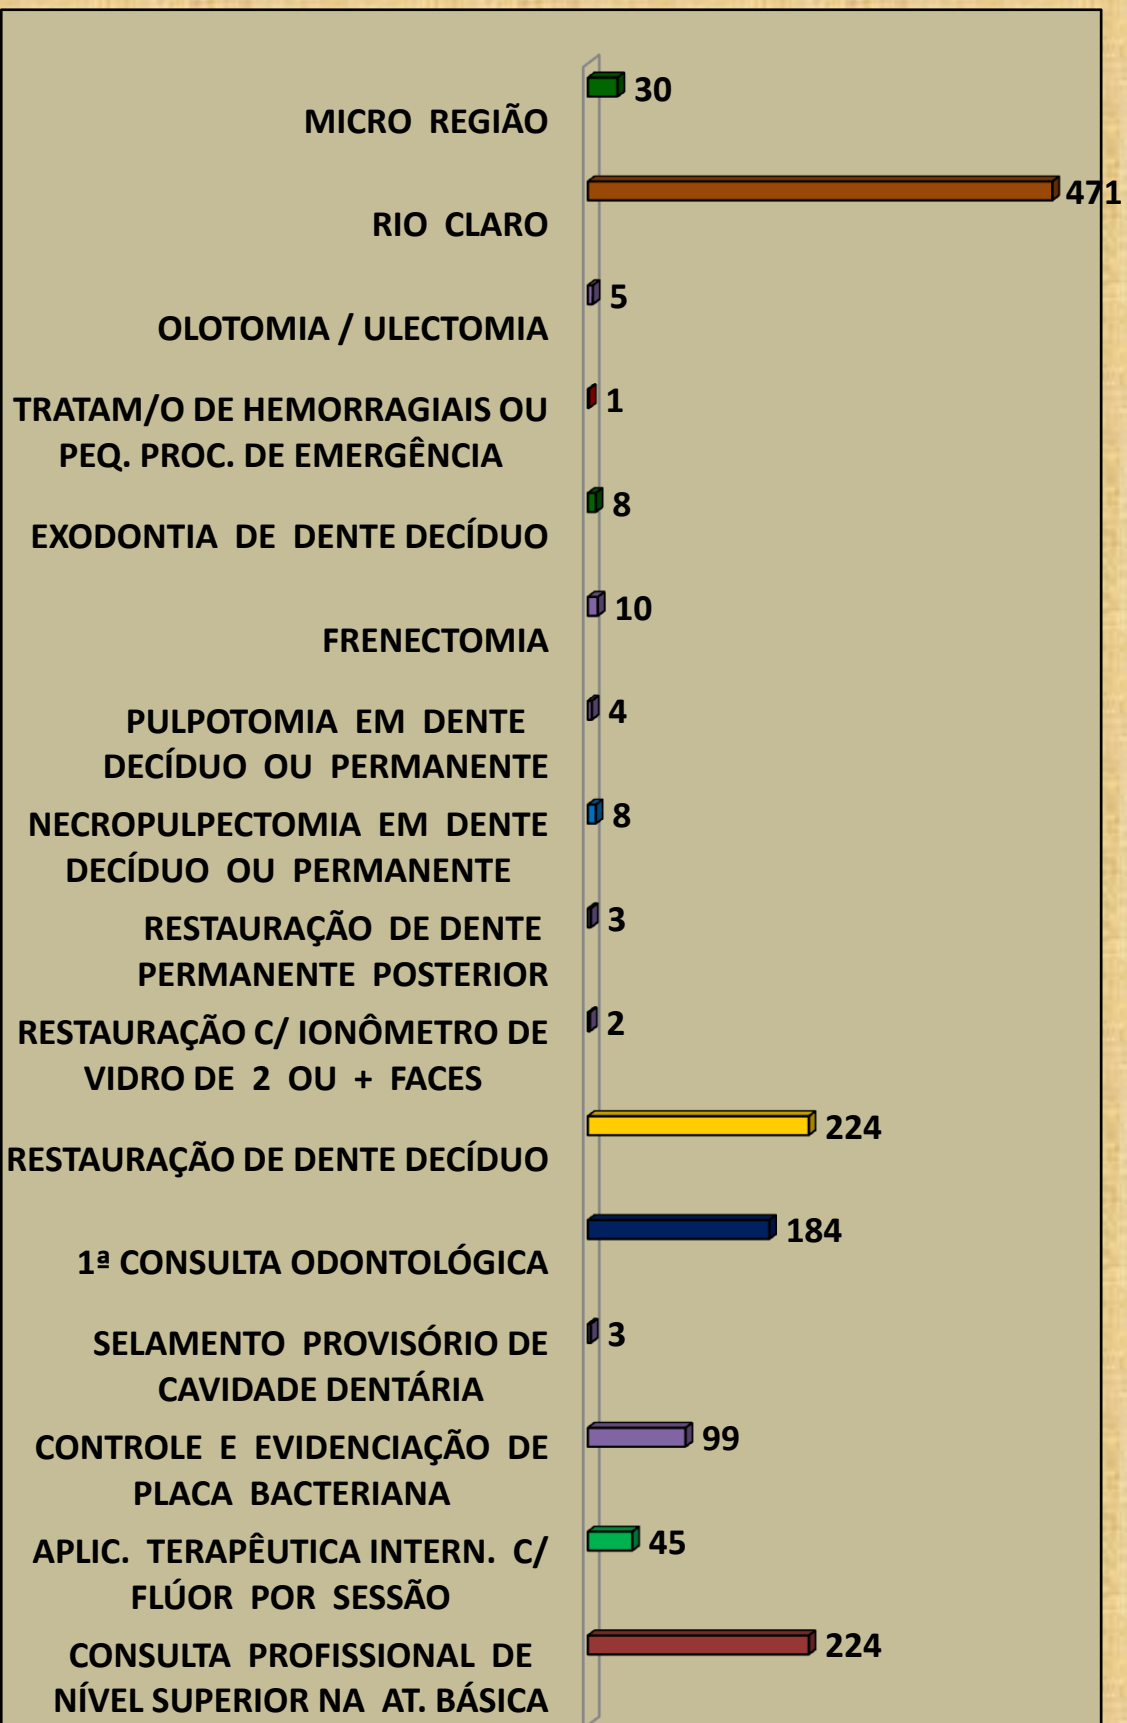 30
MICRO REGIÃO
471
RIO CLARO
5
OLOTOMIA / ULECTOMIA
1
TRATAM/O DE HEMORRAGIAIS OU
PEQ. PROC. DE EMERGÊNCIA
8
EXODONTIA DE DENTE DECÍDUO
10
FRENECTOMIA
4
PULPOTOMIA EM DENTE
DECÍDUO OU PERMANENTE
8
NECROPULPECTOMIA EM DENTE
DECÍDUO OU PERMANENTE
3
RESTAURAÇÃO DE DENTE
PERMANENTE POSTERIOR
2
RESTAURAÇÃO C/ IONÔMETRO DE
VIDRO DE 2 OU + FACES
224
RESTAURAÇÃO DE DENTE DECÍDUO
184
1ª CONSULTA ODONTOLÓGICA
3
SELAMENTO PROVISÓRIO DE
CAVIDADE DENTÁRIA
99
CONTROLE E EVIDENCIAÇÃO DE
PLACA BACTERIANA
45
APLIC. TERAPÊUTICA INTERN. C/
FLÚOR POR SESSÃO
224
CONSULTA PROFISSIONAL DE
NÍVEL SUPERIOR NA AT. BÁSICA